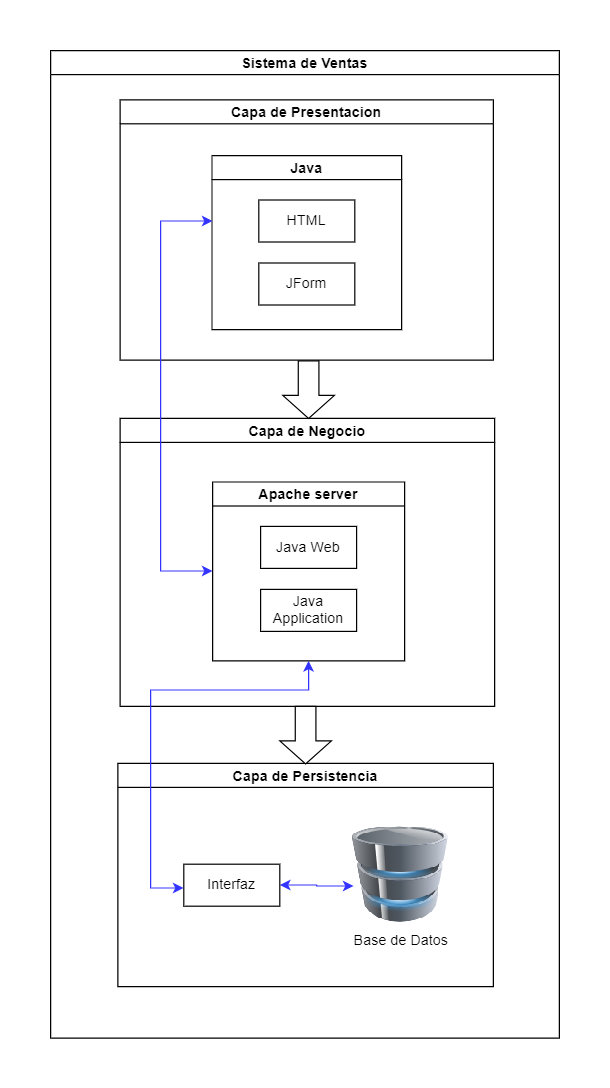 Sistema de Ventas
Capa de Presentacion
Java
HTML
JForm
Capa de Negocio
Apache server
Java Web
Java
Application
Capa de Persistencia
Interfaz
Base de Datos